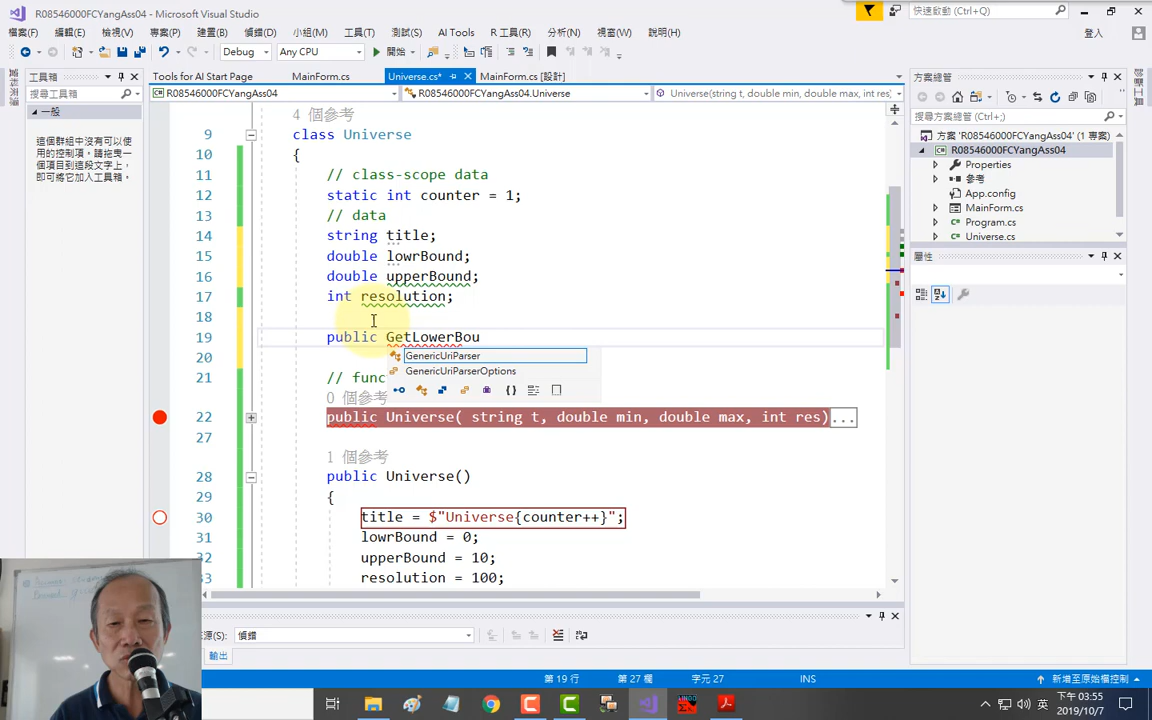 R08546000FCYangAss04 - Microsoft Visual Studio
快速啟動 (Ctrl+Q)
檔案(F) 編輯(E) 檢視(V) 專案(P) 建置(B) 偵錯(D) 小組(M) 工具(T) 測試(S) AI Tools R 工具(R) 分析(N) 視窗(W) 說明(H)
登入
Debug Any CPU 開始
工具箱
搜尋工具箱
一般
這個群組中沒有可以使
用的控制項。請拖曳一
個項目到這段文字上，
即可將它加入工具箱。
Tools for AI Start Page MainForm.cs Universe.cs* MainForm.cs [設計]
R08546000FCYangAss04 R08546000FCYangAss04.Universe Universe(string t, double min, double max, int res)
4 個參考
9 class Universe
10 {
11 // class-scope data
12 static int counter = 1;
13 // data
14 string title;
15 double lowrBound;
16 double upperBound;
17 int resolution;
18
19 public GetLowerBou
GenericUriParser
GenericUriParserOptions
20
21 // func
0 個參考
22 public Universe( string t, double min, double max, int res)...
27
1 個參考
28 public Universe()
29 {
30 title = $"Universe{counter++}";
31 lowrBound = 0;
32 upperBound = 10;
33 resolution = 100;
方案總管
搜尋方案總管 (Ctrl+;)
方案 'R08546000FCYangAss04' (1 專案)
R08546000FCYangAss04
Properties
參考
App.config
MainForm.cs
Program.cs
Universe.cs
屬性
偵錯
輸出
第 19 行 第 27 欄 字元 27 INS 新增至原始檔控制
英
下午 03:55
2019/10/7